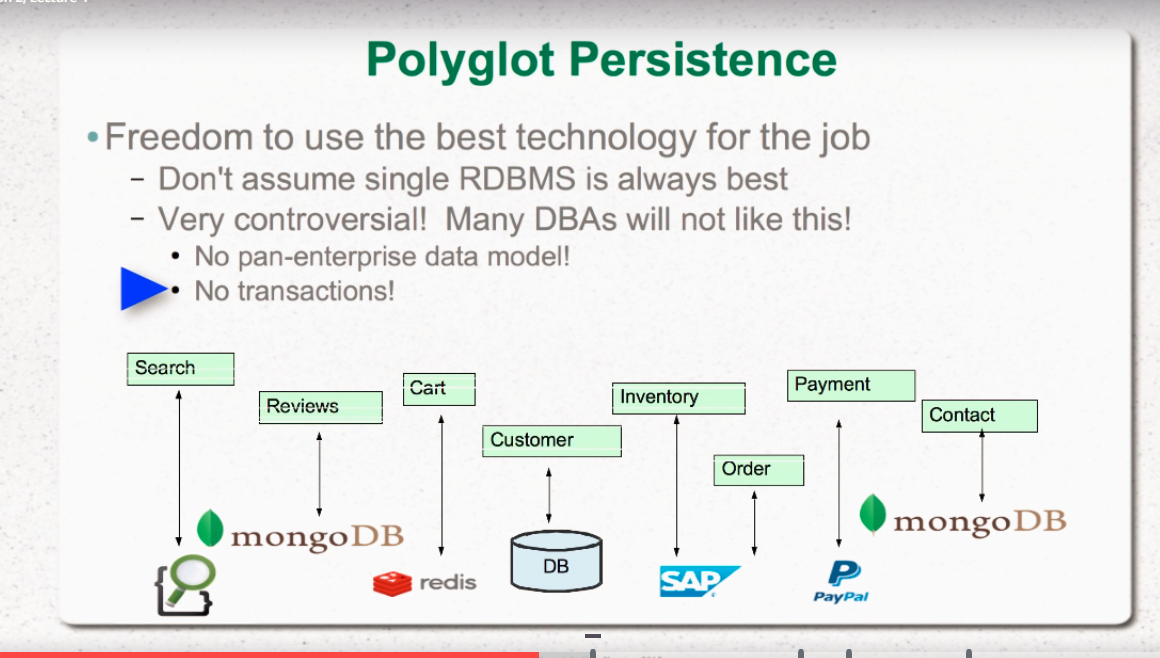 Polyglot Persistence
•Freedom to use the best technology for the job
– Don't assume single RDBMS is always best
– Very controversial! Many DBAs will not like this!
• No pan-enterprise data model!
• No transactions!
Search
Reviews
Cart
Customer
Inventory
Order
Payment
Contact
mongoDB
redis
DB
SAP
PayPal
mongoDB